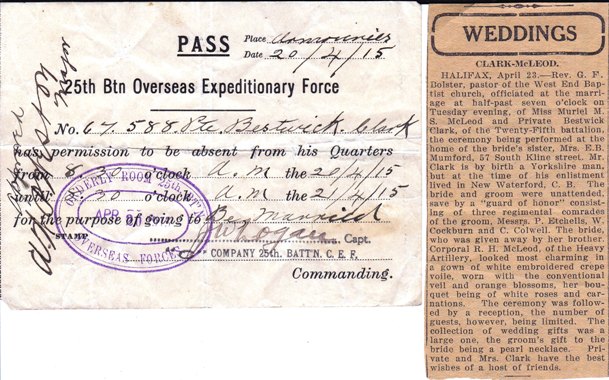 PASS
Place Armouries
Date 20/4/15
25th Btn Overseas Expeditionary Force
No. 67,588. Pte. Bestwick. Clark
has permission to be absent from his Quarters
from 8. o'clock A.M the 20/4/15
until .30 o'clock A.M the 21/4/15
for the purpose of going to Be Married
STAMP
Capt.
COMPANY 25th. BATT'N. C. E. F.
Commanding.
ORDERLY ROOM 25th
APR
OVERSEAS FORCES
Major
WEDDINGS
CLARK-McLEOD.
HALIFAX, April 23.—Rev. G. F.
Bolster, pastor of the West End Bap-
tist church, officiated at the marri-
age at half-past seven o'clock on
Tuesday evening, of Miss Muriel M.
S. McLeod and Private Bestwick
Clark, of the Twenty-Fifth battalion,
the ceremony being performed at the
home of the bride's sister, Mrs. E.B.
Mumford, 57 South Kline street. Mr.
Clark is by birth a Yorkshire man,
but at the time of his enlistment
lived in New Waterford, C. B. The
bride and groom were unattended,
save by a "guard of honor" consist-
ing of three regimental comrades
of the groom, Messrs. P. Etchells, W.
Cockburn and C. Colwell. The bride,
who was given away by her brother
Corporal R. H. McLeod, of the Heavy
Artillery, looked most charming in
a gown of white embroidered crepe
voile, worn with the conventional
veil and orange blossoms, her bou-
quet being of white roses and car-
nations. The ceremony was followed
by a reception, the number of
guests, however, being limited. The
collection of wedding gifts was a
large one, the groom's gift to the
bride being a pearl necklace. Pri-
vate and Mrs. Clark have the best
wishes of a host of friends.